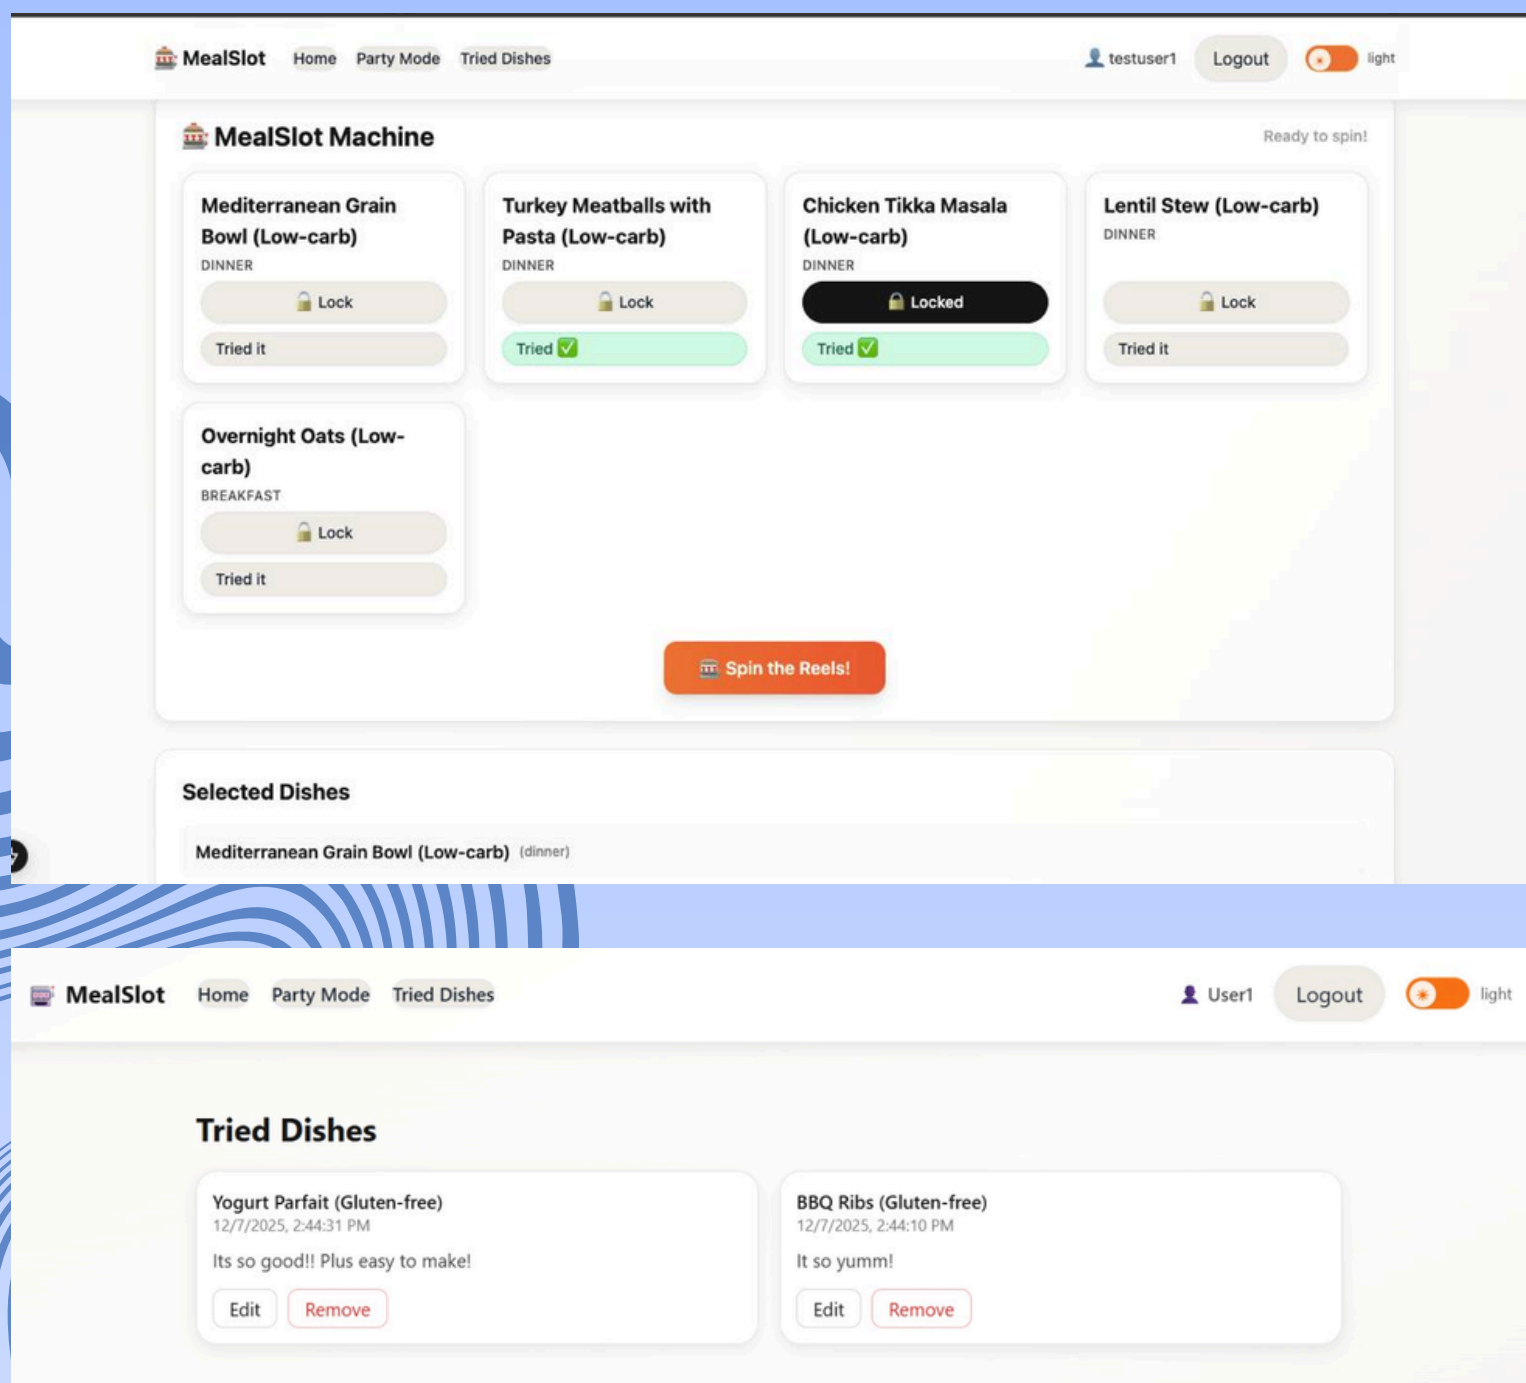 MealSlot Home Party Mode Tried Dishes testuser1 Logout light
MealSlot Machine
Ready to spin!
Mediterranean Grain
Bowl (Low-carb)
DINNER
Lock
Tried it
Turkey Meatballs with
Pasta (Low-carb)
DINNER
Lock
Tried
Chicken Tikka Masala
(Low-carb)
DINNER
Locked
Tried
Lentil Stew (Low-carb)
DINNER
Lock
Tried it
Overnight Oats (Low-
carb)
BREAKFAST
Lock
Tried it
Spin the Reels!
Selected Dishes
Mediterranean Grain Bowl (Low-carb) (dinner)
MealSlot Home Party Mode Tried Dishes User1 Logout light
Tried Dishes
Yogurt Parfait (Gluten-free)
12/7/2025, 2:44:31 PM
Its so good!! Plus easy to make!
Edit Remove
BBQ Ribs (Gluten-free)
12/7/2025, 2:44:10 PM
It so yumm!
Edit Remove